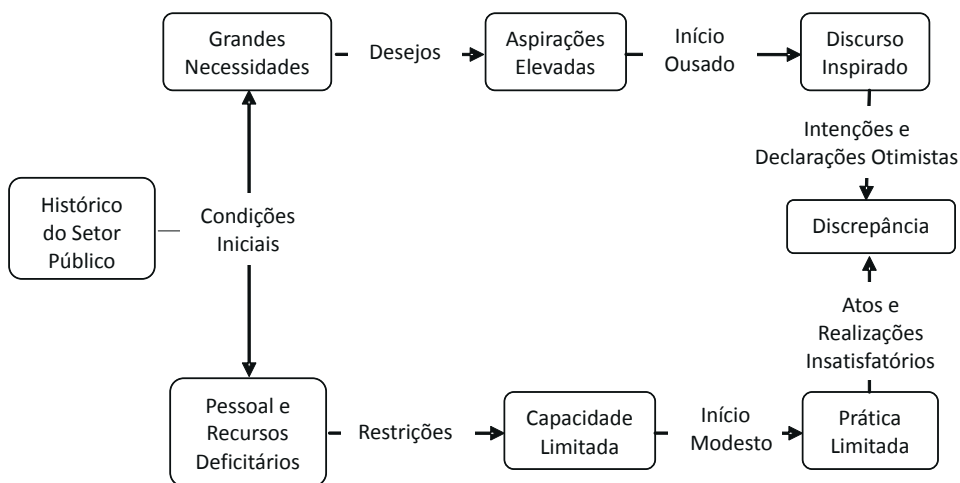 Grandes
Necessidades
Desejos
Aspirações
Elevadas
Início
Ousado
Discurso
Inspirado
Intenções e
Declarações Otimistas
Histórico
do Setor
Público
Condições
Iniciais
Discrepância
Atos e
Realizações
Insatisfatórios
Pessoal e
Recursos
Deficitários
Restrições
Capacidade
Limitada
Início
Modesto
Prática
Limitada